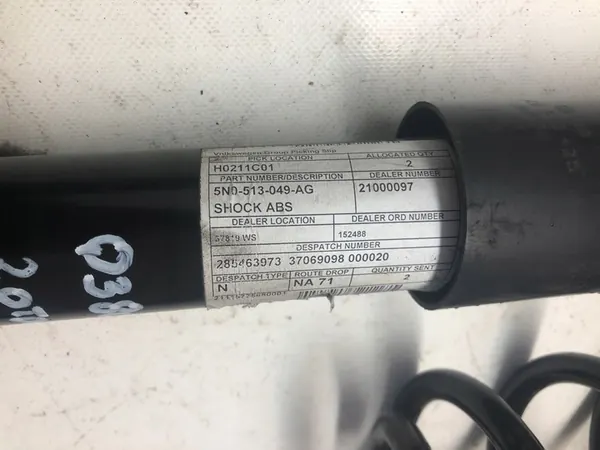 Volkswagen Group Picking Slip
PICK LOCATION ALLOCATED QTY
H0211C01 2
PART NUMBER/DESCRIPTION DEALER NUMBER
5N0-513-049-AG 21000097
SHOCK ABS
DEALER LOCATION DEALER ORD NUMBER
WS 152488
DESPATCH NUMBER
285463973 37069098 000020
DESPATCH TYPE ROUTE DROP QUANTITY SENT
N NA 71 2
038